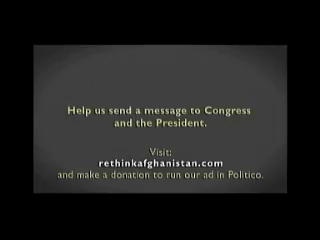 Help us send a message to Congress
and the President.
Visit:
rethinkafghanistan.com
and make a donation to run our ad in Politico.